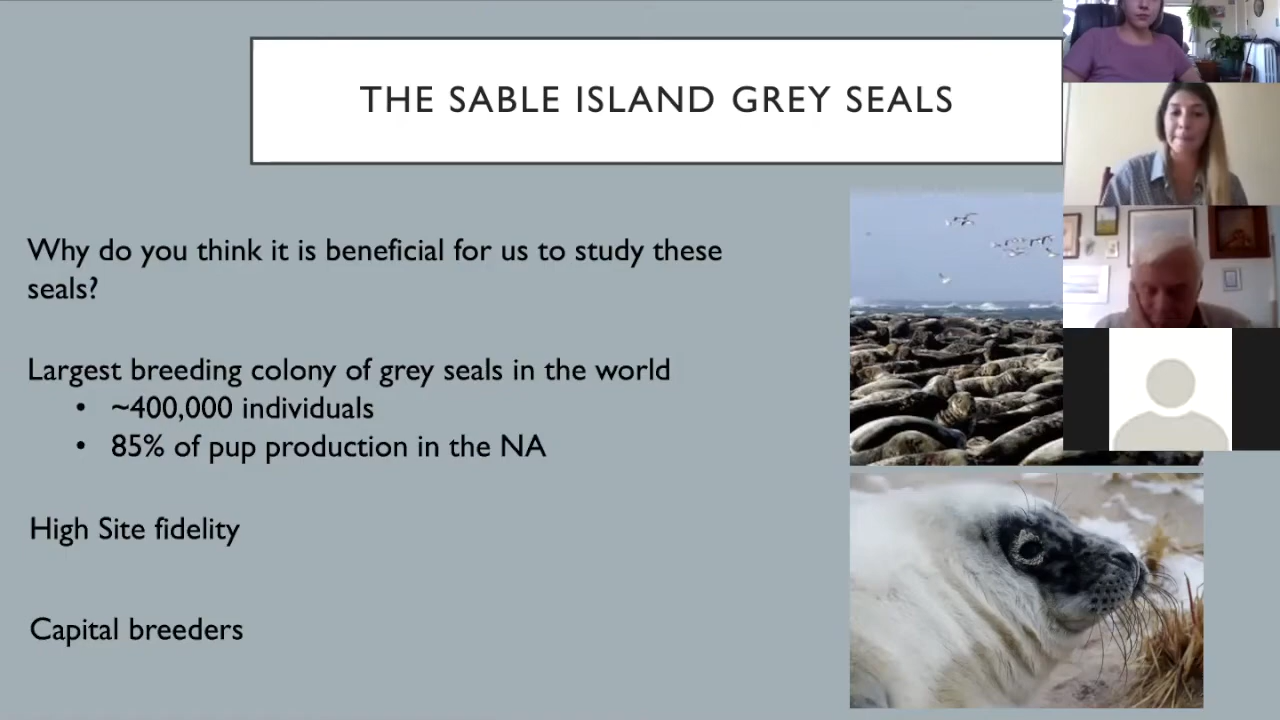 THE SABLE ISLAND GREY SEALS
Why do you think it is beneficial for us to study these
seals?
Largest breeding colony of grey seals in the world
• ~400,000 individuals
• 85% of pup production in the NA
High Site fidelity
Capital breeders